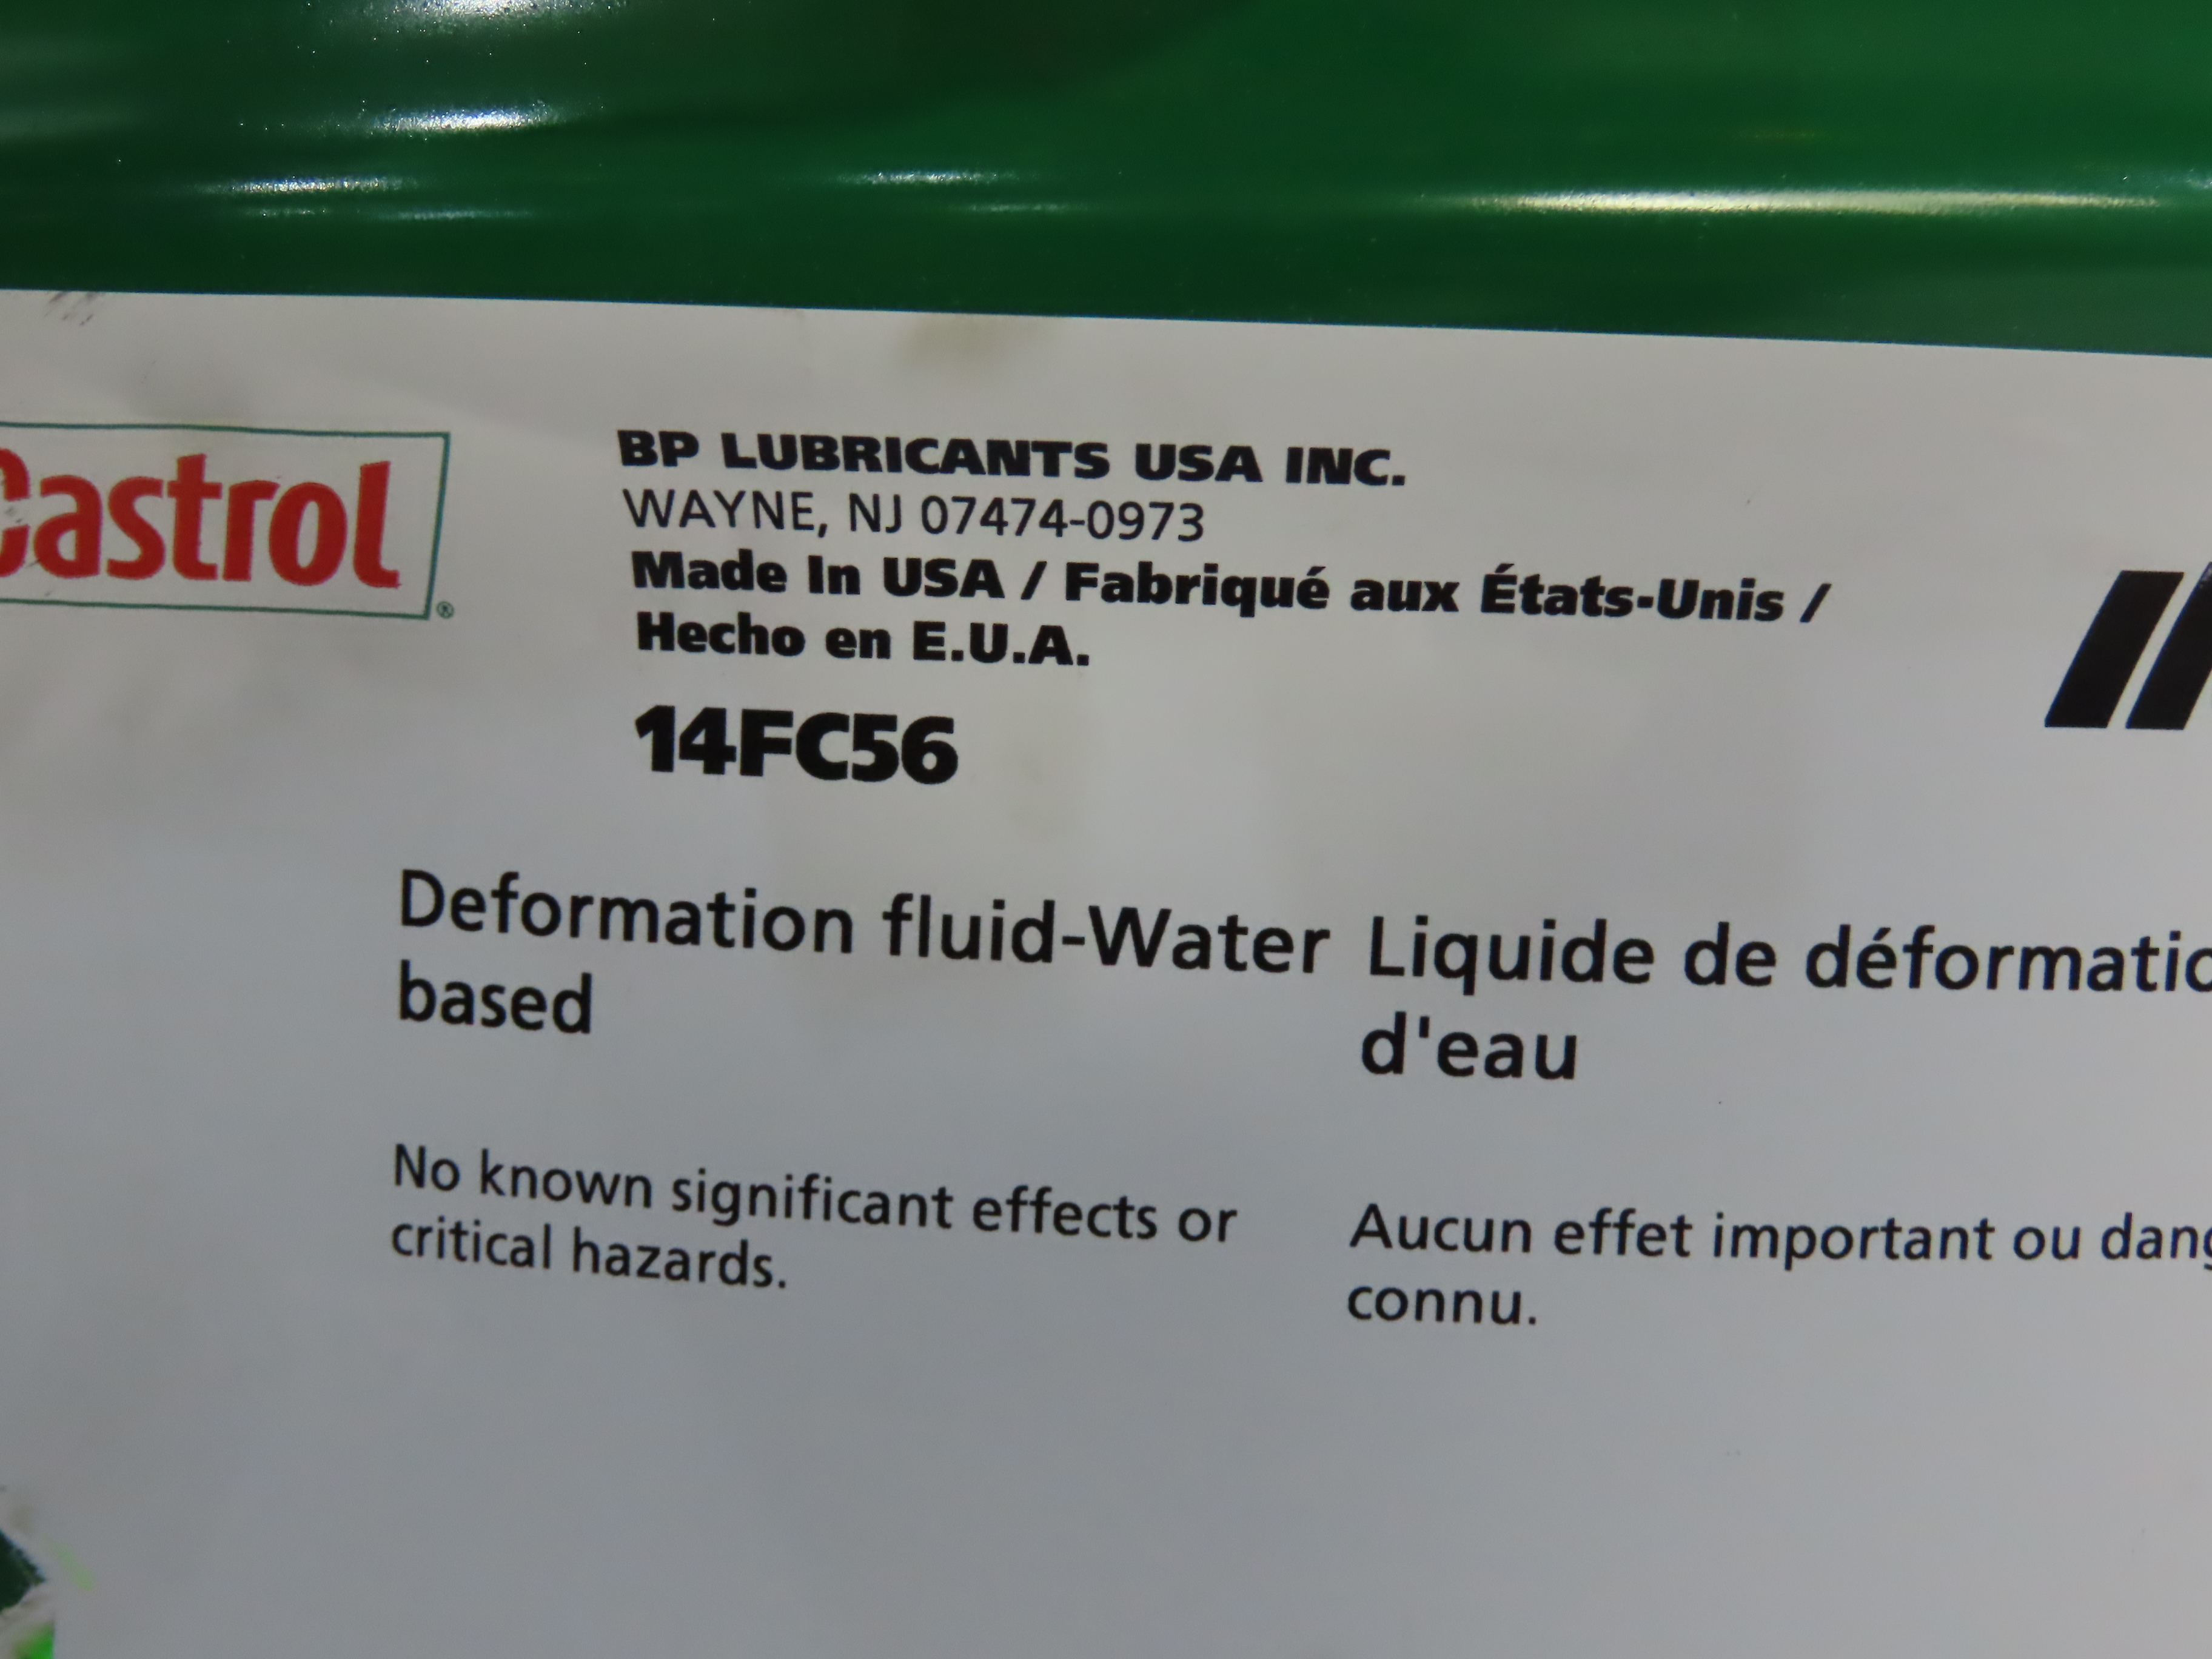 Castrol
BP LUBRICANTS USA INC.
WAYNE, NJ 07474-0973
Made In USA / Fabriqué aux États-Unis /
Hecho en E.U.A.
14FC56
Deformation fluid-Water
based
Liquide de déformatio
d'eau
No known significant effects or
critical hazards.
Aucun effet important ou dang
connu.